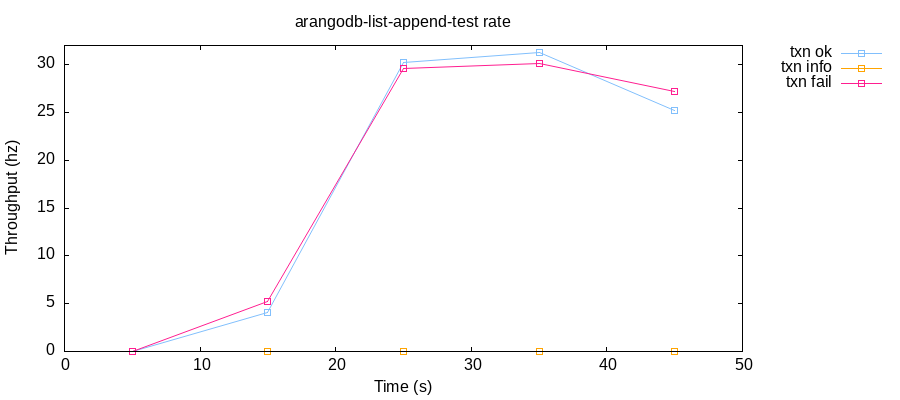 arangodb-list-append-test rate
txn ok
txn info
txn fail
Throughput (hz)
30
25
20
15
10
5
0
0 10 20 30 40 50
Time (s)